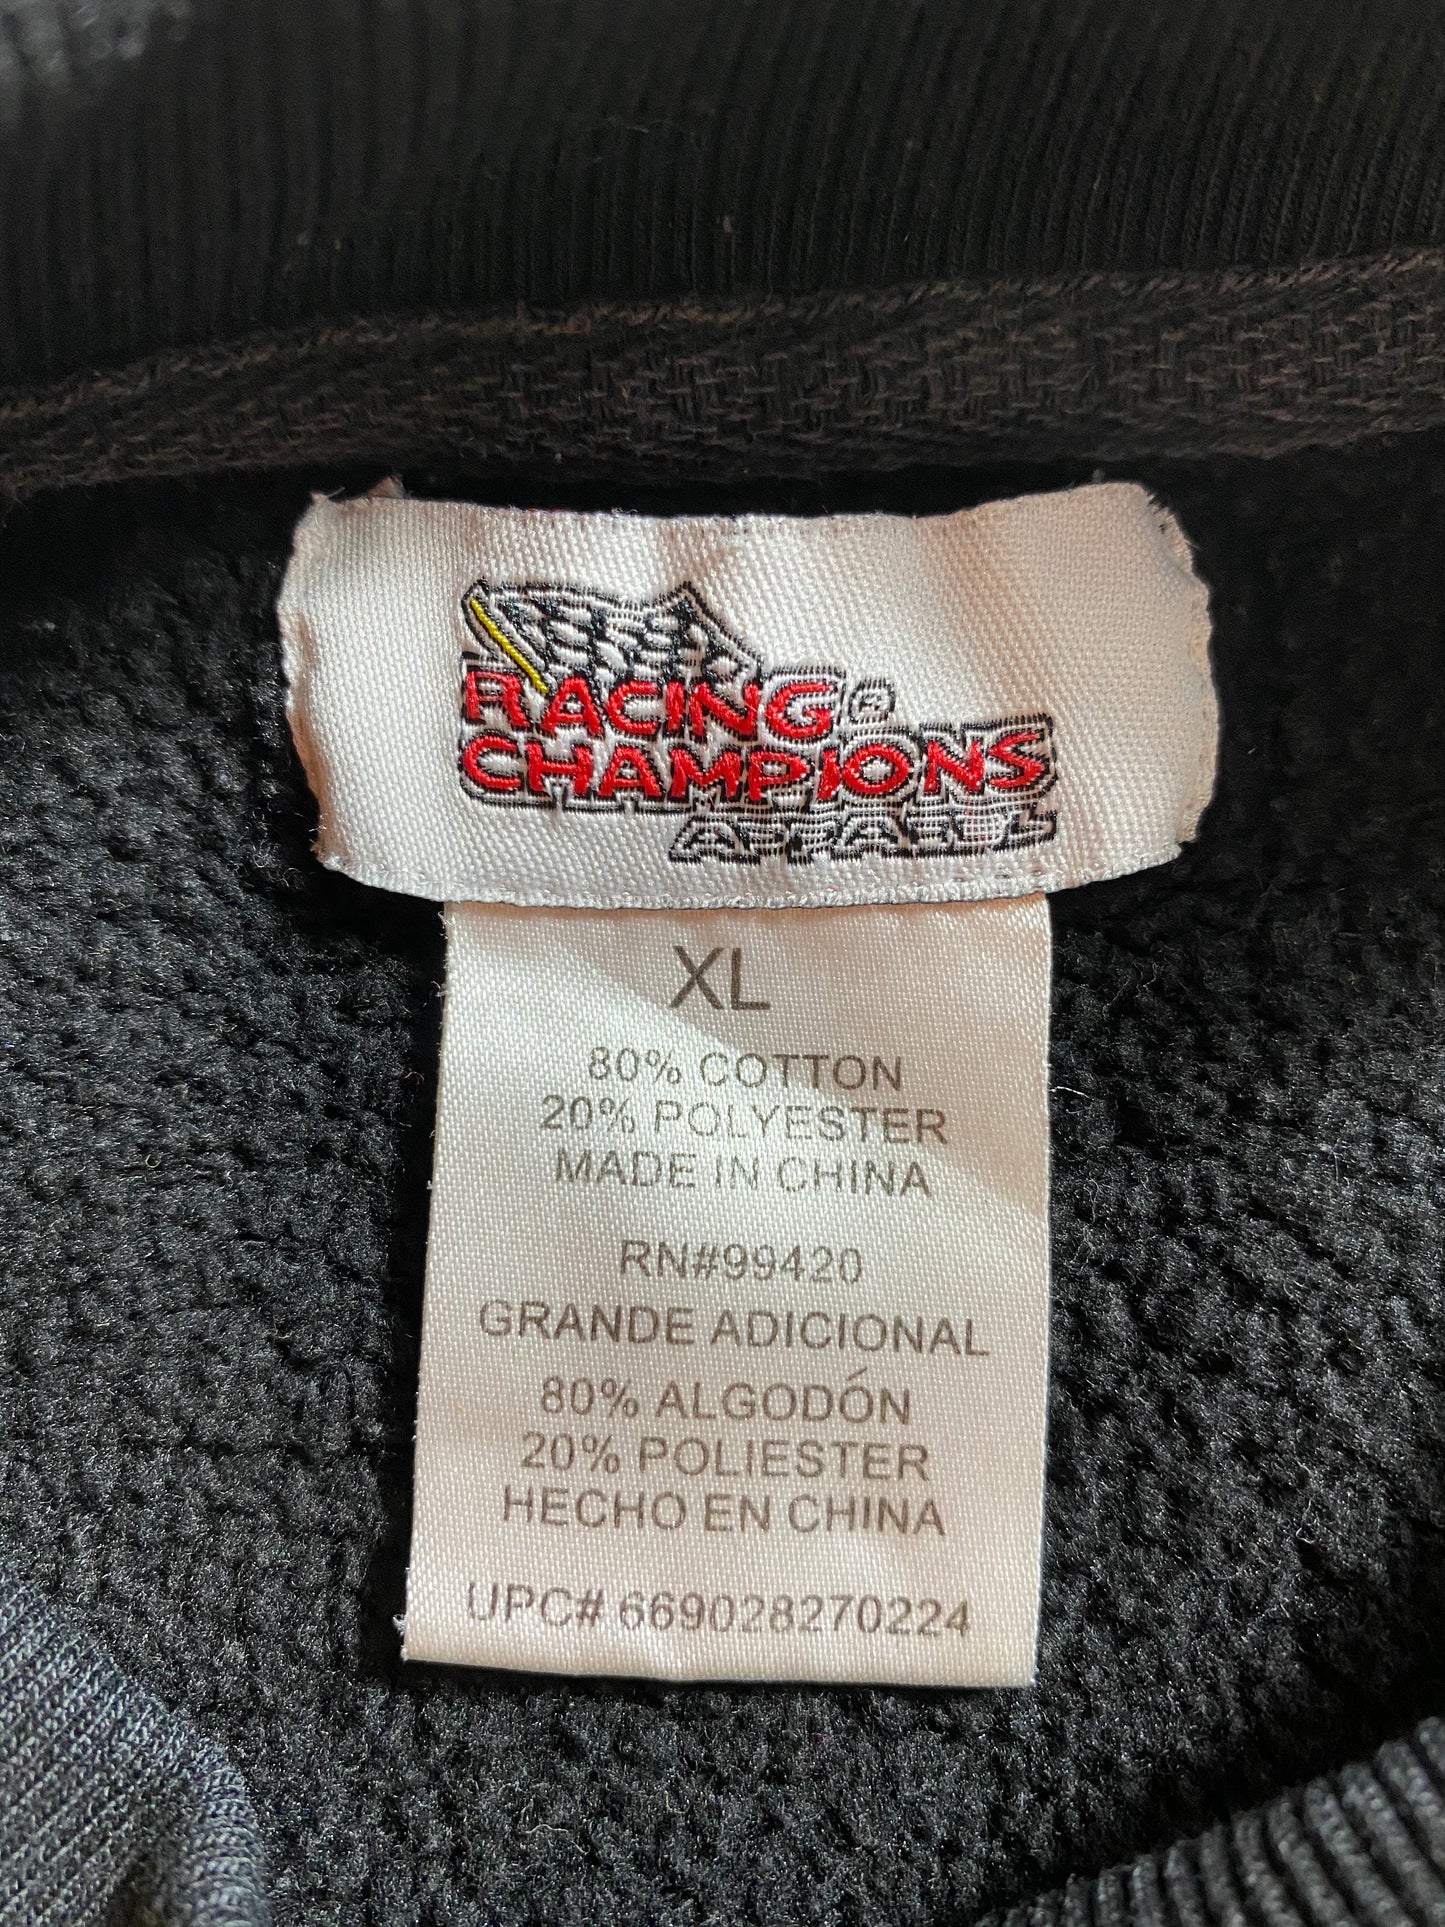 RACING®
CHAMPIONS
APPAREL
XL
80% COTTON
20% POLYESTER
MADE IN CHINA
RN#99420
GRANDE ADICIONAL
80% ALGODÓN
20% POLIESTER
HECHO EN CHINA
UPC# 669028270224